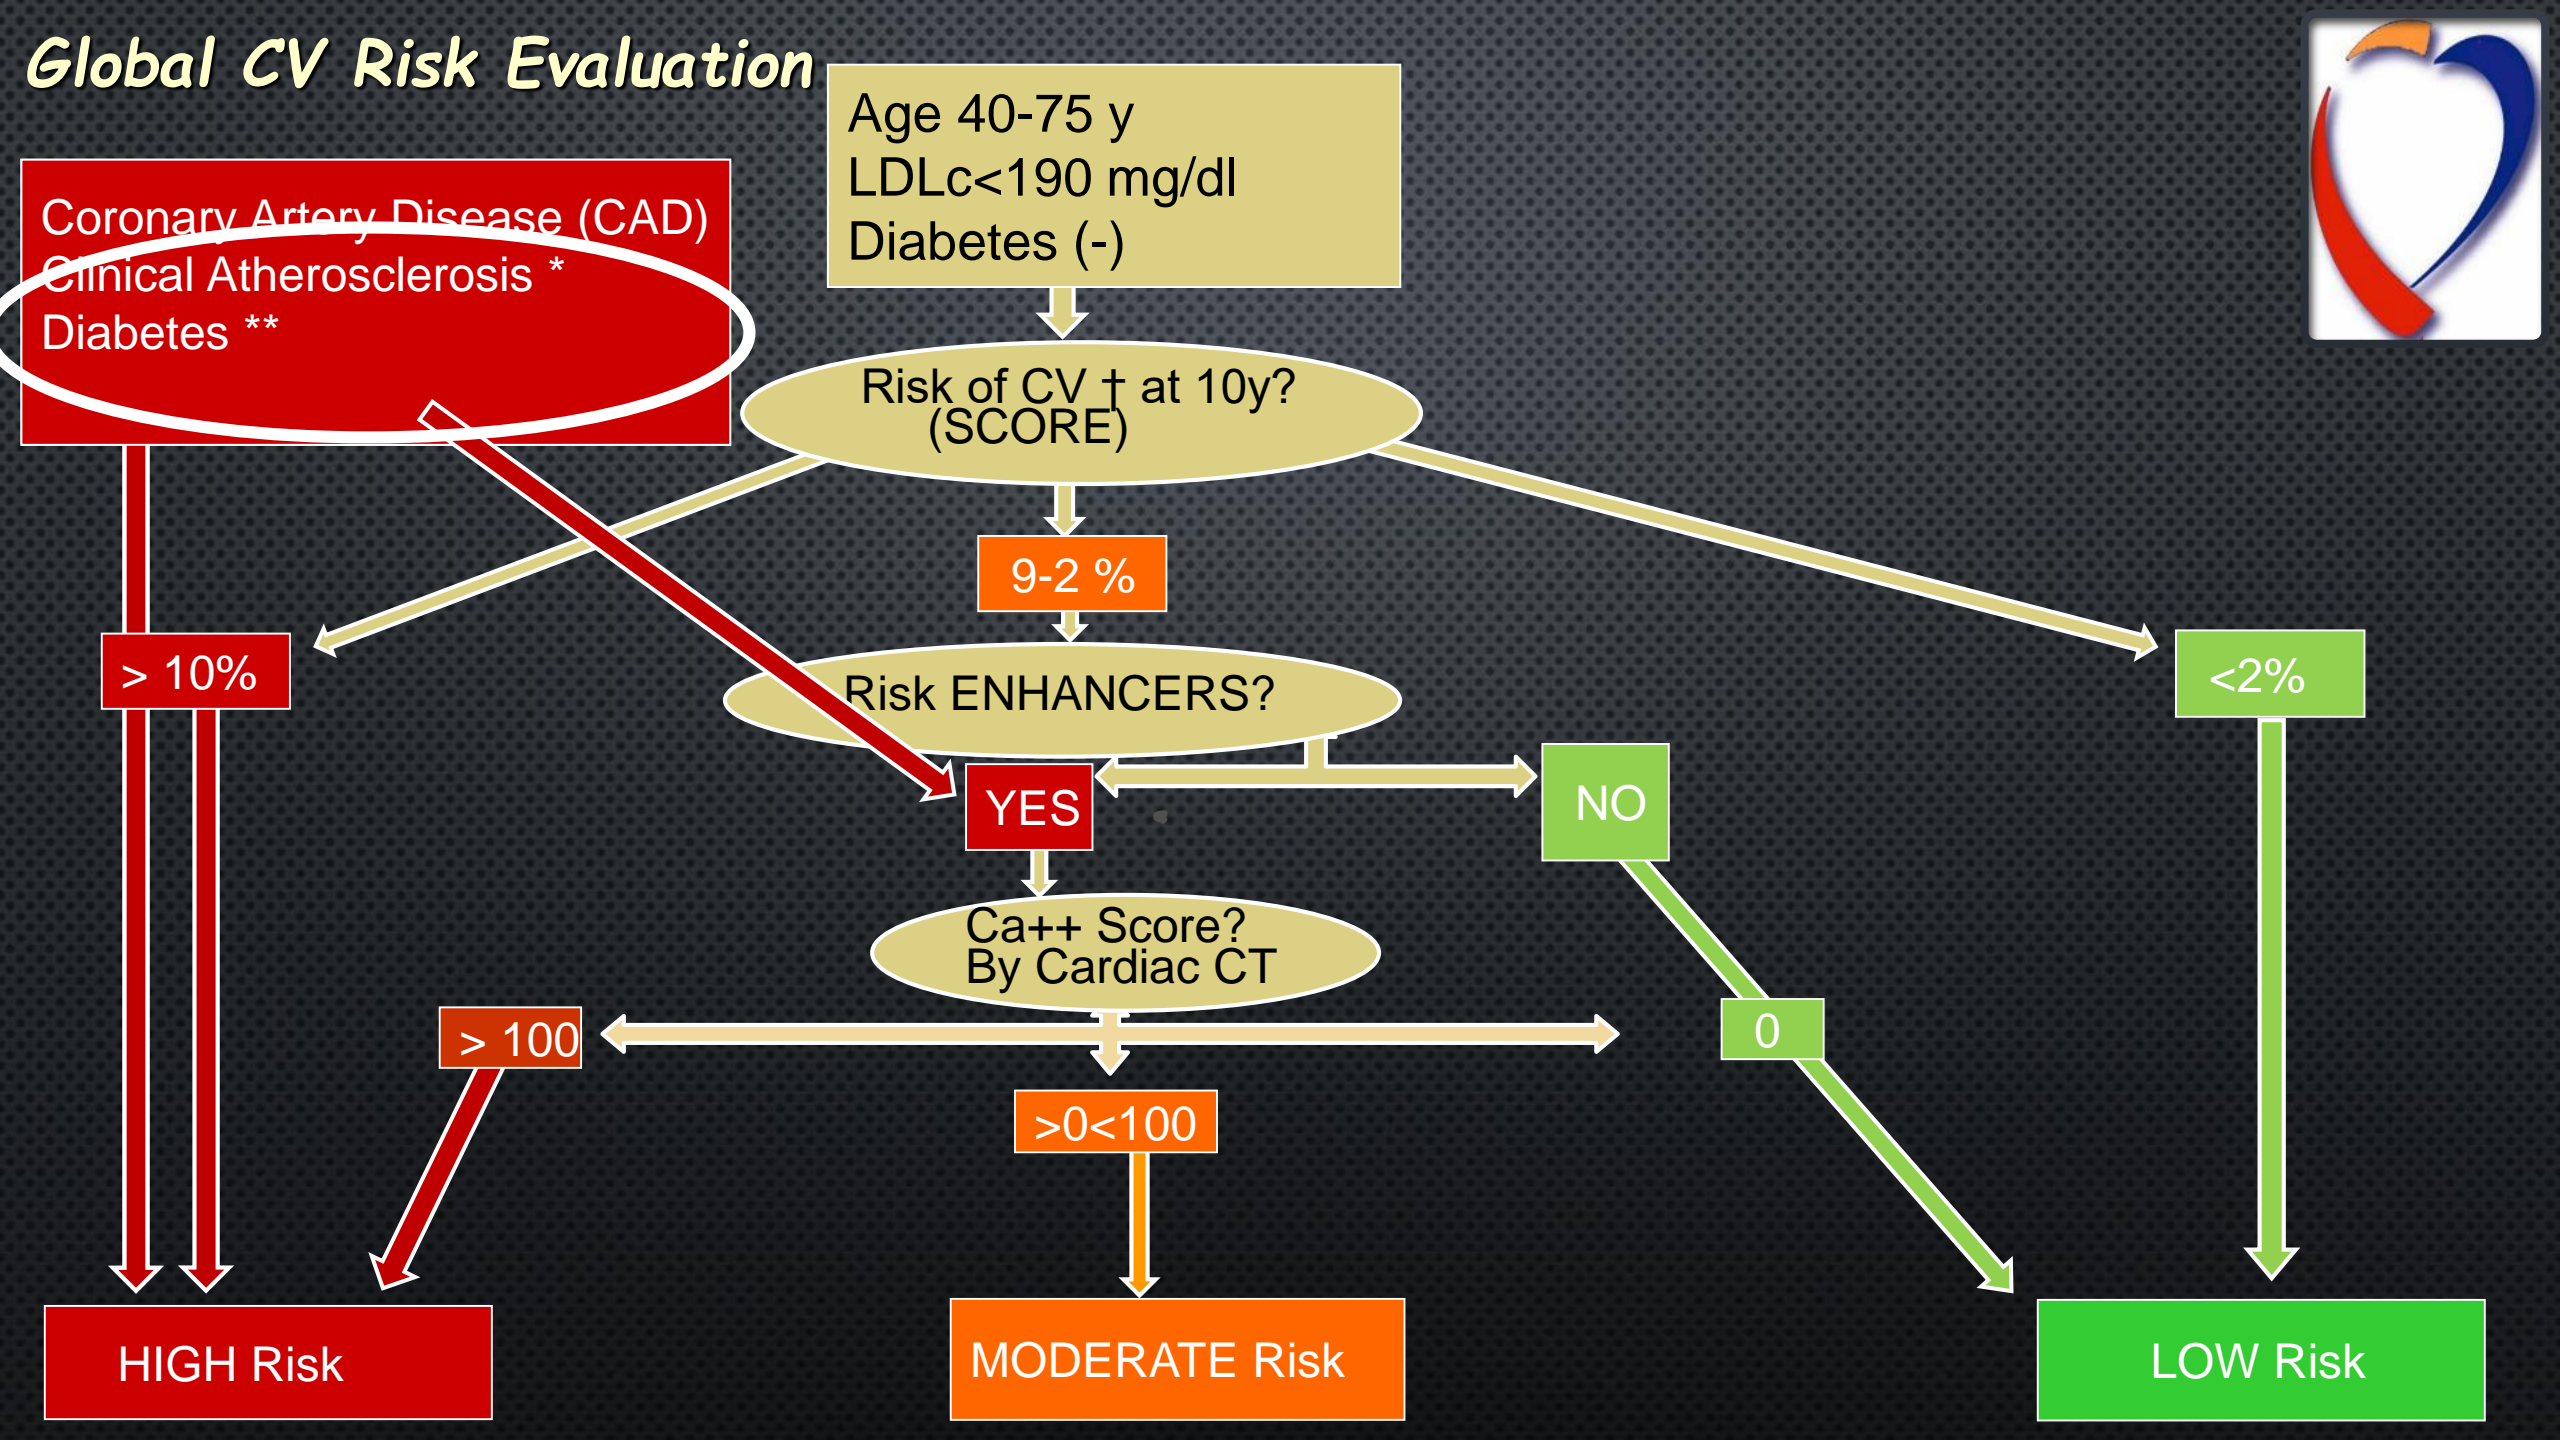 Global CV Risk Evaluation
Age 40-75 y
LDLc<190 mg/dl
Diabetes (-)
Coronary Artery Disease (CAD)
Clinical Atherosclerosis *
Diabetes **
Risk of CV † at 10y?
(SCORE)
9-2 %
> 10%
<2%
Risk ENHANCERS?
YES
NO
Ca++ Score?
By Cardiac CT
> 100
0
>0<100
HIGH Risk
MODERATE Risk
LOW Risk